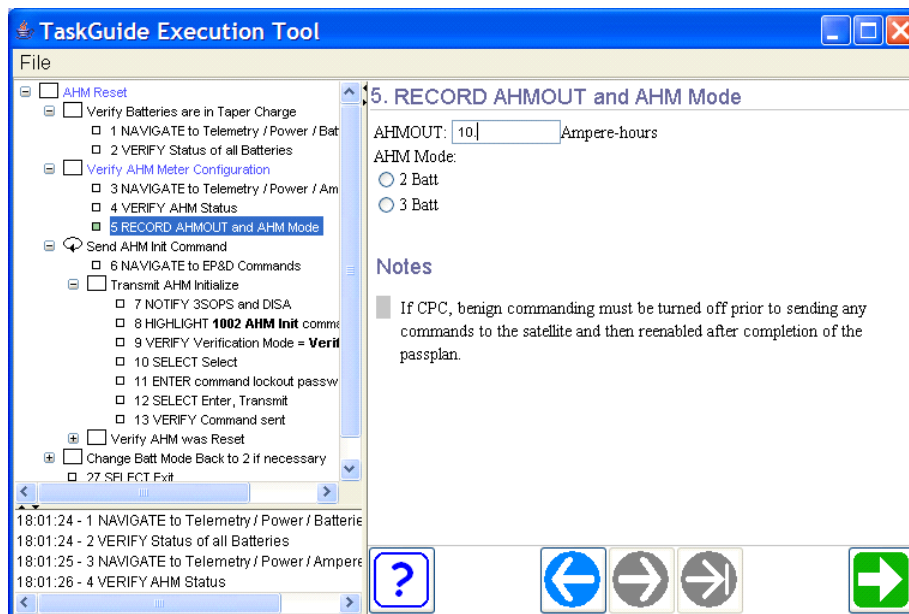 TaskGuide Execution Tool
File
AHM Reset
Verify Batteries are in Taper Charge
1 NAVIGATE to Telemetry / Power / Bat
2 VERIFY Status of all Batteries
Verify AHM Meter Configuration
3 NAVIGATE to Telemetry / Power / Am
4 VERIFY AHM Status
5 RECORD AHMOUT and AHM Mode
Send AHM Init Command
6 NAVIGATE to EP&D Commands
Transmit AHM Initialize
7 NOTIFY 3SOPS and DISA
8 HIGHLIGHT 1002 AHM Init comma
9 VERIFY Verification Mode = Verif
10 SELECT Select
11 ENTER command lockout passw
12 SELECT Enter, Transmit
13 VERIFY Command sent
Verify AHM was Reset
Change Batt Mode Back to 2 if necessary
27 SELECT Exit
18:01:24 - 1 NAVIGATE to Telemetry / Power / Batterie
18:01:24 - 2 VERIFY Status of all Batteries
18:01:25 - 3 NAVIGATE to Telemetry / Power / Ampere
18:01:26 - 4 VERIFY AHM Status
5. RECORD AHMOUT and AHM Mode
AHMOUT: 10. Ampere-hours
AHM Mode:
2 Batt
3 Batt
Notes
If CPC, benign commanding must be turned off prior to sending any
commands to the satellite and then reenabled after completion of the
passplan.
?